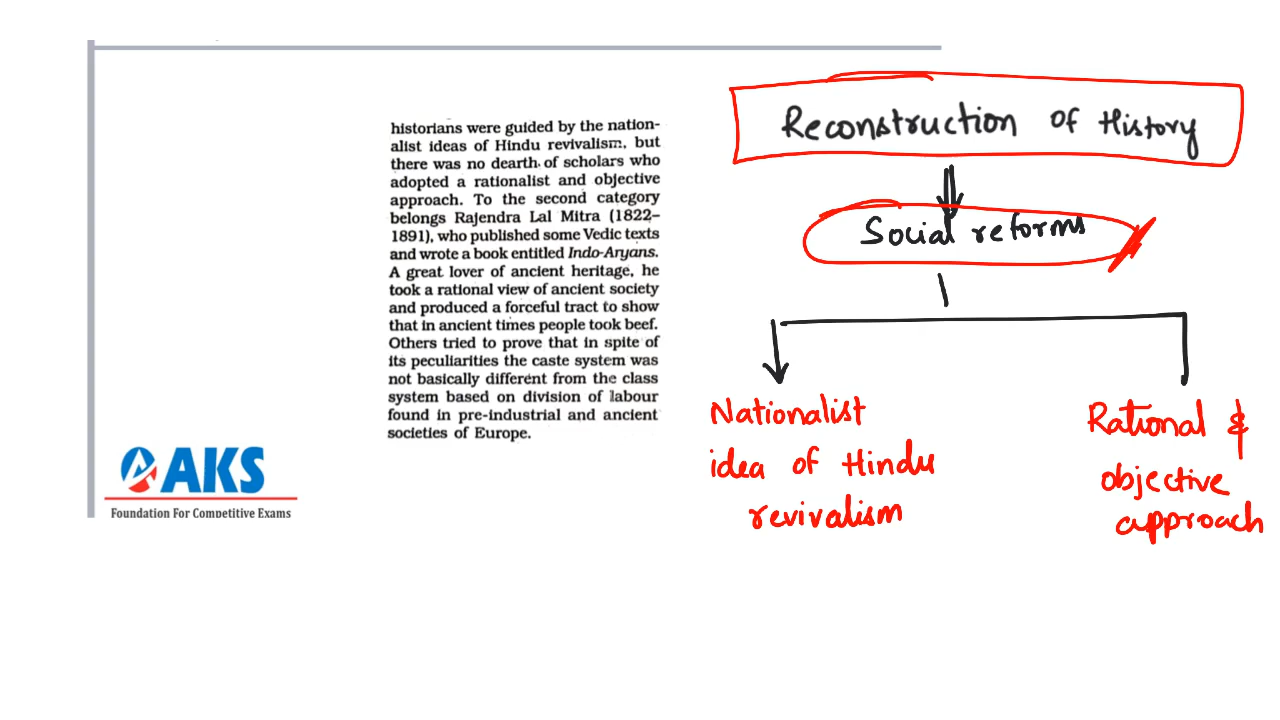 historians were guided by the nation-
alist ideas of Hindu revivalism, but
there was no dearth of scholars who
adopted a rationalist and objective
approach. To the second category
belongs Rajendra Lal Mitra (1822–
1891), who published some Vedic texts
and wrote a book entitled Indo-Aryans.
A great lover of ancient heritage, he
took a rational view of ancient society
and produced a forceful tract to show
that in ancient times people took beef.
Others tried to prove that in spite of
its peculiarities the caste system was
not basically different from the class
system based on division of labour
found in pre-industrial and ancient
societies of Europe.
AKS
Foundation For Competitive Exams
Reconstruction of History
Social reforms
Nationalist
idea of Hindu
revivalism
Rational &
objective
approach